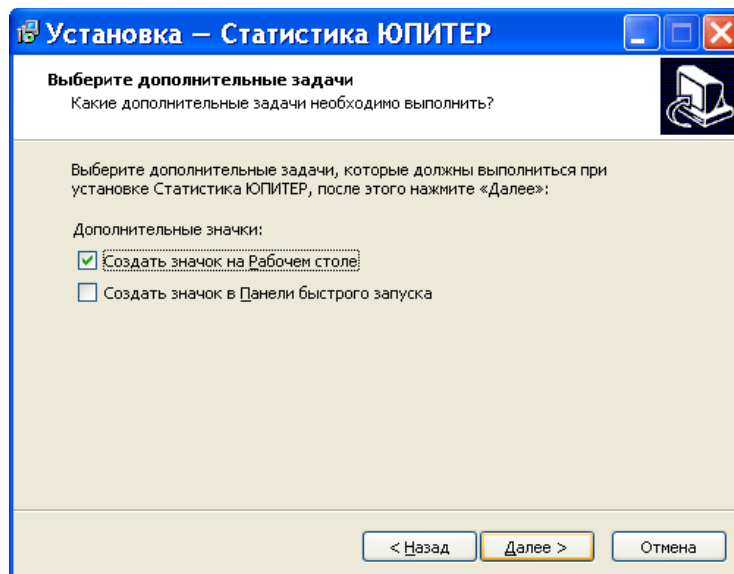 Установка — Статистика ЮПИТЕР
Выберите дополнительные задачи
Какие дополнительные задачи необходимо выполнить?
Выберите дополнительные задачи, которые должны выполниться при
установке Статистика ЮПИТЕР, после этого нажмите «Далее»:
Дополнительные значки:
Создать значок на Рабочем столе
Создать значок в Панели быстрого запуска
< Назад
Далее >
Отмена